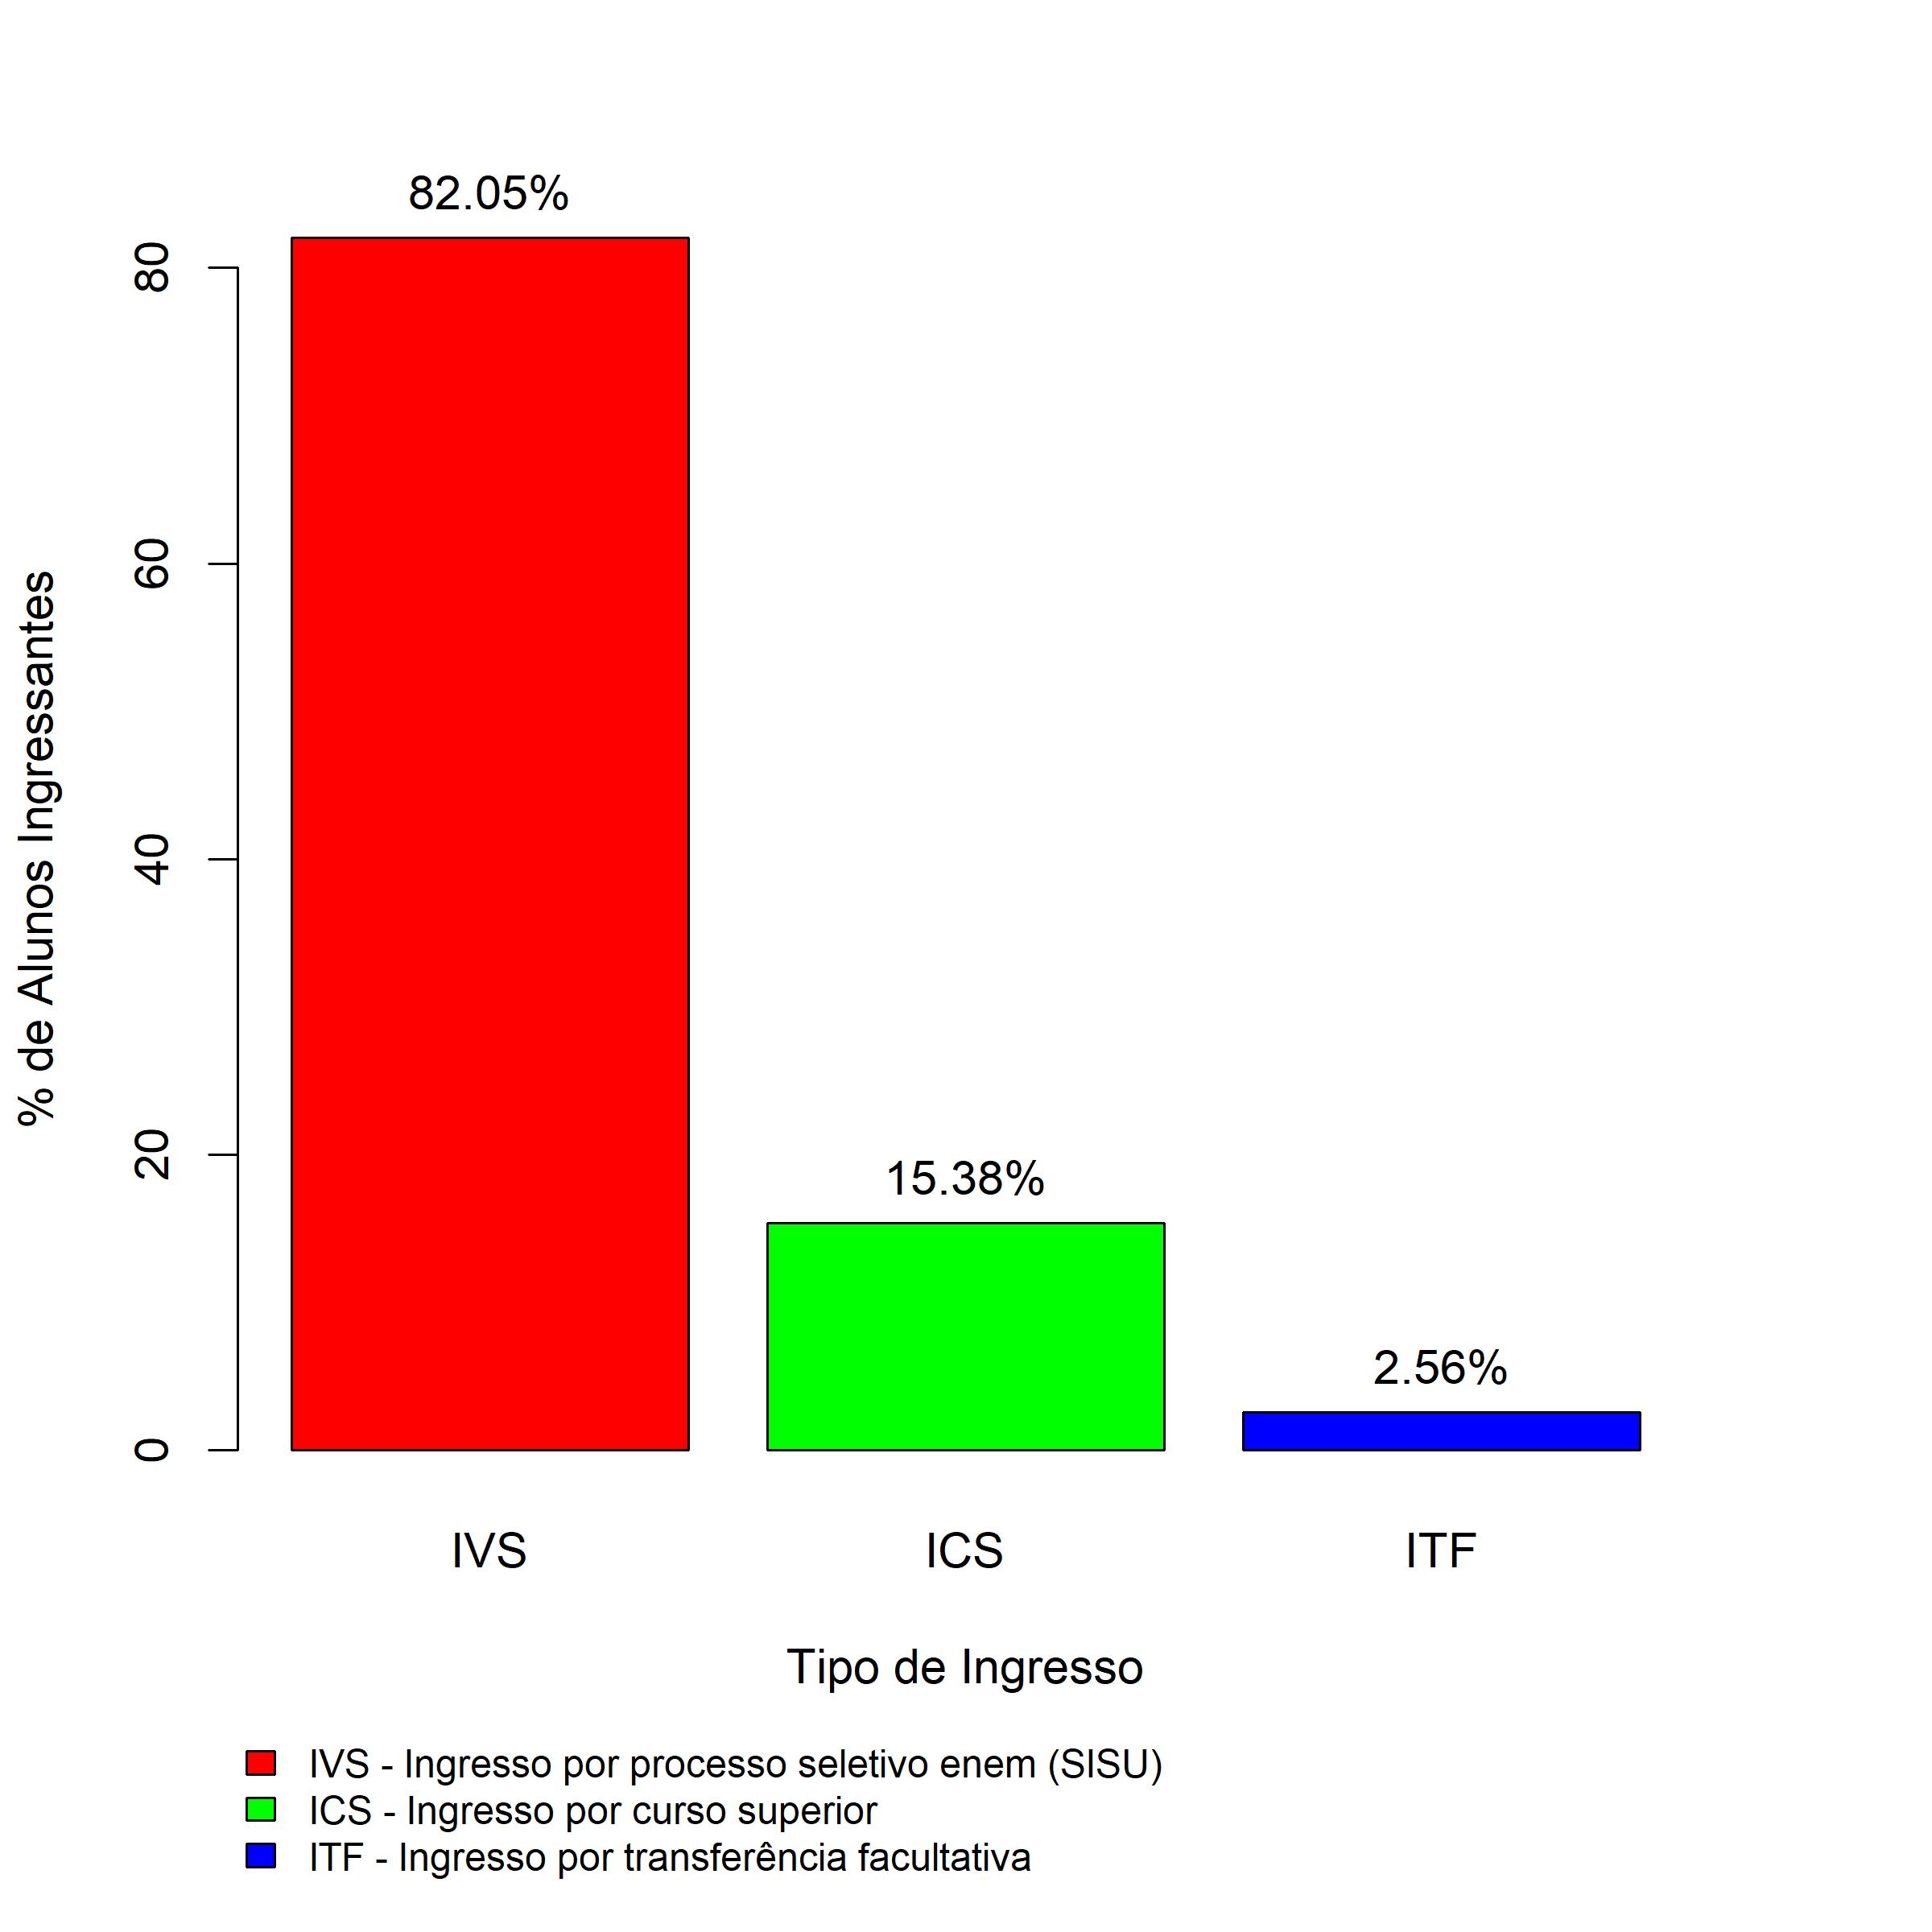 82.05%
80
60
40
20
0
% de Alunos Ingressantes
15.38%
2.56%
IVS
ICS
ITF
Tipo de Ingresso
IVS - Ingresso por processo seletivo enem (SISU)
ICS - Ingresso por curso superior
ITF - Ingresso por transferência facultativa